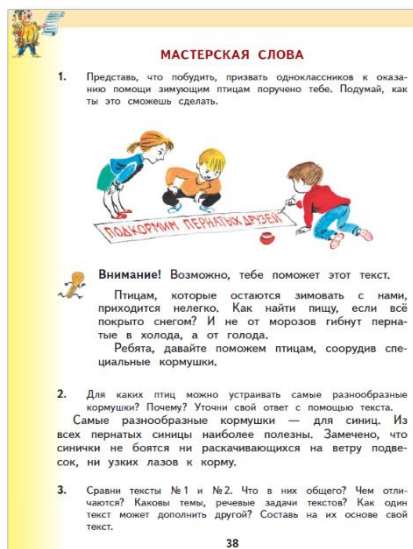 МАСТЕРСКАЯ СЛОВА
1. Представь, что побудить, призвать одноклассников к оказа-
нию помощи зимующим птицам поручено тебе. Подумай, как
ты это сможешь сделать.
ПОДКОРМИМ ПЕРНАТЫХ ДРУЗЕЙ
Внимание! Возможно, тебе поможет этот текст.
Птицам, которые остаются зимовать с нами,
приходится нелегко. Как найти пищу, если всё
покрыто снегом? И не от морозов гибнут перна-
тые в холода, а от голода.
Ребята, давайте поможем птицам, соорудив спе-
циальные кормушки.
2. Для каких птиц можно устраивать самые разнообразные
кормушки? Почему? Уточни свой ответ с помощью текста.
Самые разнообразные кормушки — для синиц. Из
всех пернатых синицы наиболее полезны. Замечено, что
синички не боятся ни раскачивающихся на ветру подве-
сок, ни узких лазов к корму.
3. Сравни тексты № 1 и № 2. Что в них общего? Чем отли-
чаются? Каковы темы, речевые задачи текстов? Как один
текст может дополнить другой? Составь на их основе свой
текст.
38